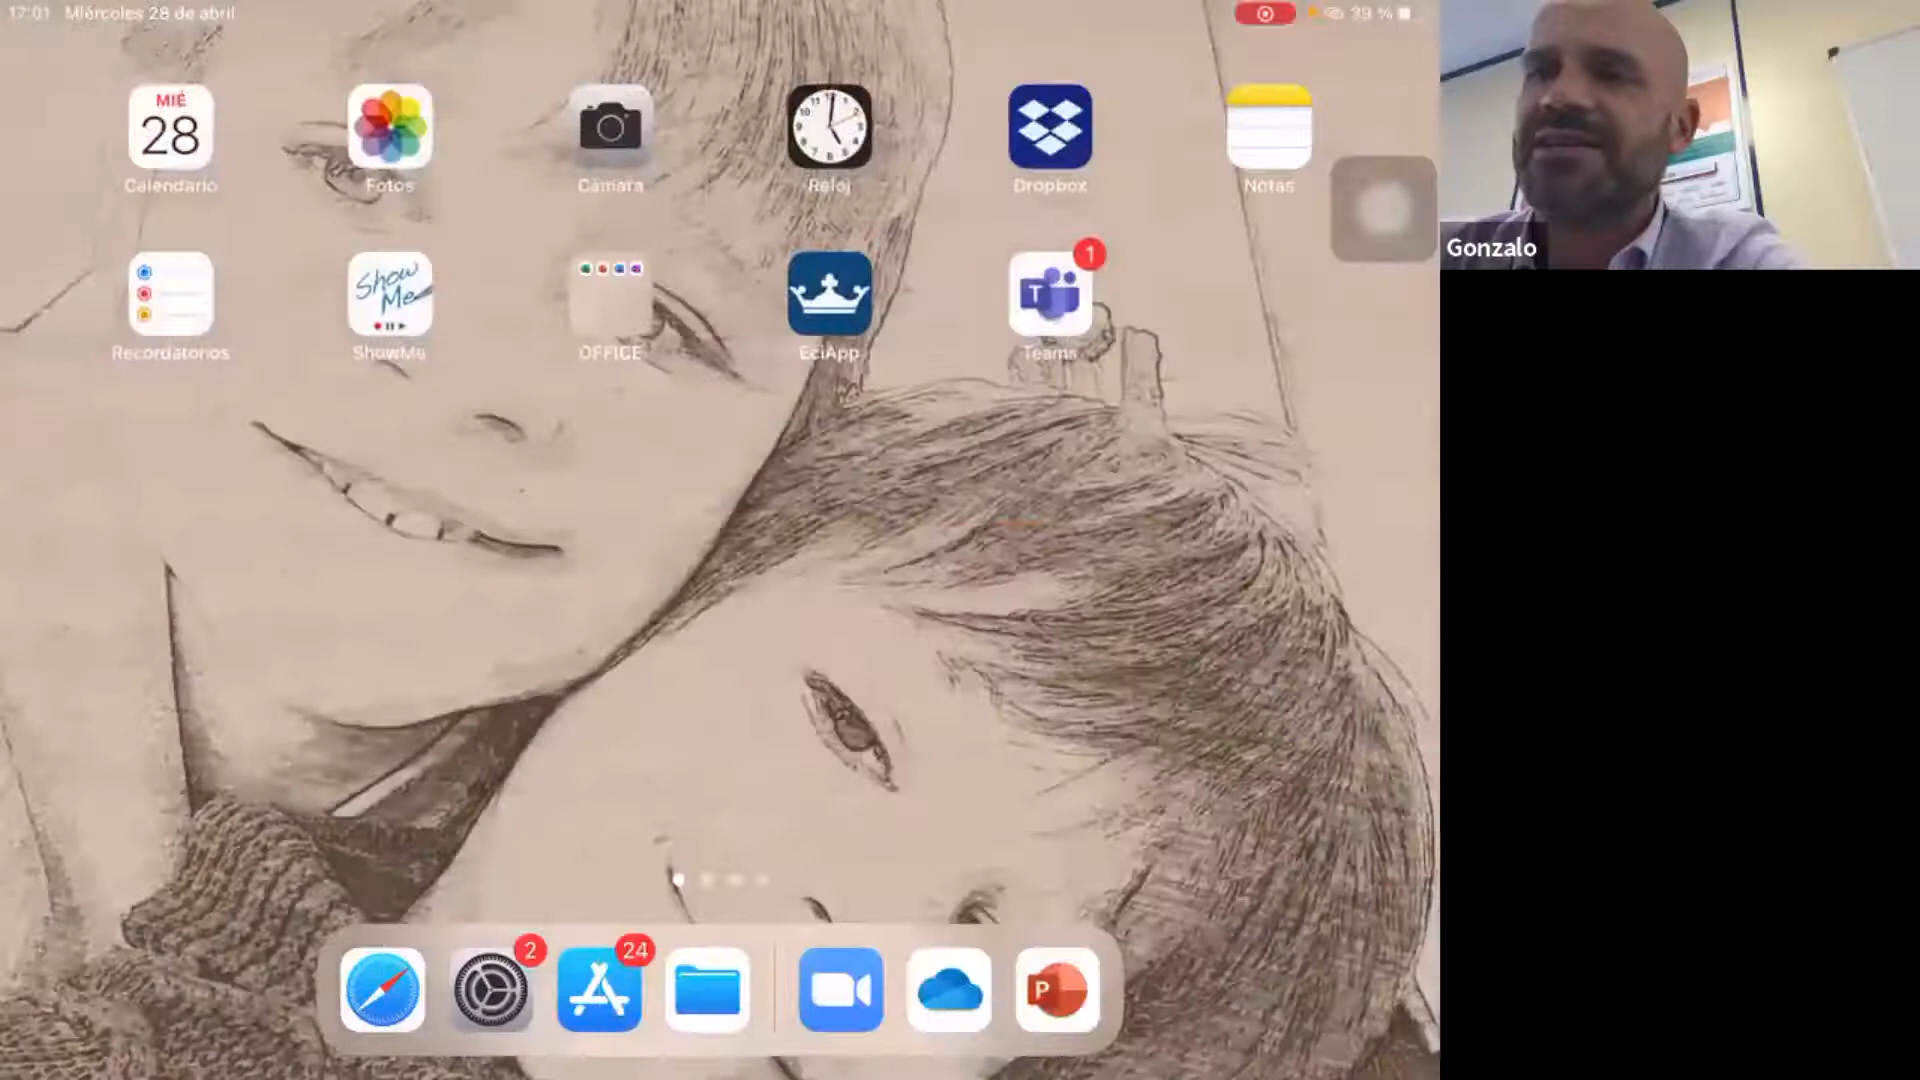 17:01 Miércoles 28 de abril
39 %
MIÉ
28
Calendario
Fotos
Cámara
Reloj
Dropbox
Notas
Show
Me
1
T
Recordatorios
ShowMe
OFFICE
EciApp
Teams
Gonzalo
2
24
P